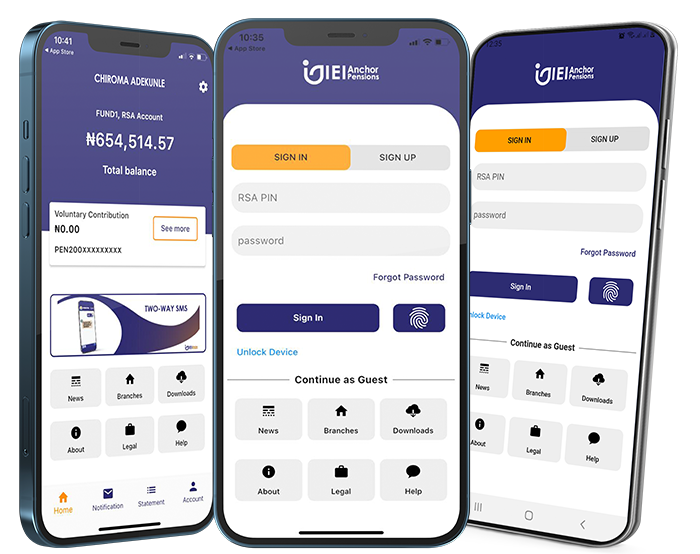 10:41
App Store
CHIROMA ADEKUNLE
FUND1, RSA Account
₦654,514.57
Total balance
Voluntary Contribution
N0.00
See more
PEN200XXXXXXXXX
TWO-WAY SMS
News
Branches
Downloads
About
Legal
Help
Home
Notification
Statement
Account
10:35
App Store
IEI Anchor
Pensions
SIGN IN
SIGN UP
RSA PIN
password
Forgot Password
Sign In
Unlock Device
Continue as Guest
News
Branches
Downloads
About
Legal
Help
12:35
IEI Anchor
Pensions
SIGN IN
SIGN UP
RSA PIN
password
Forgot Password
Sign In
nlock Device
Continue as Guest
News
Branches
Downloads
About
Legal
Help